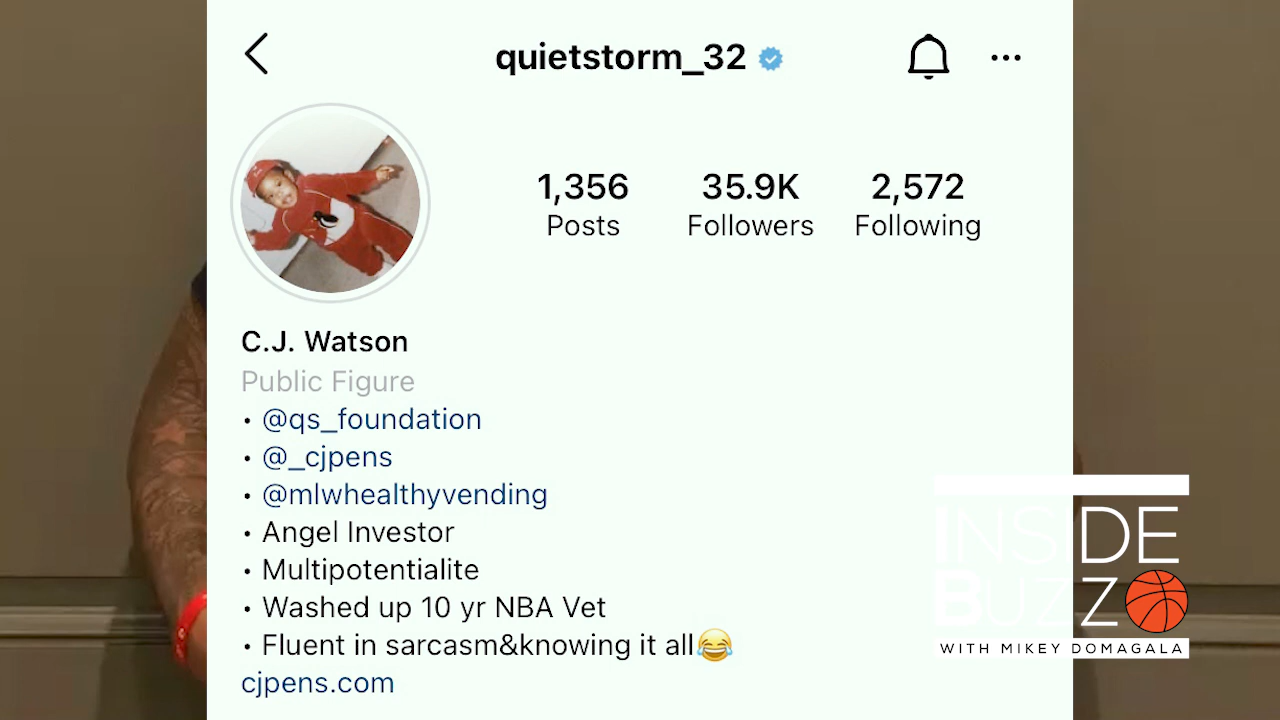 quietstorm_32
1,356 35.9K 2,572
Posts Followers Following
C.J. Watson
Public Figure
• @qs_foundation
• @_cjpens
• @mlwhealthyvending
• Angel Investor
• Multipotentialite
• Washed up 10 yr NBA Vet
• Fluent in sarcasm&knowing it all😂
cjpens.com
INSIDE
BUZZ
WITH MIKEY DOMAGALA